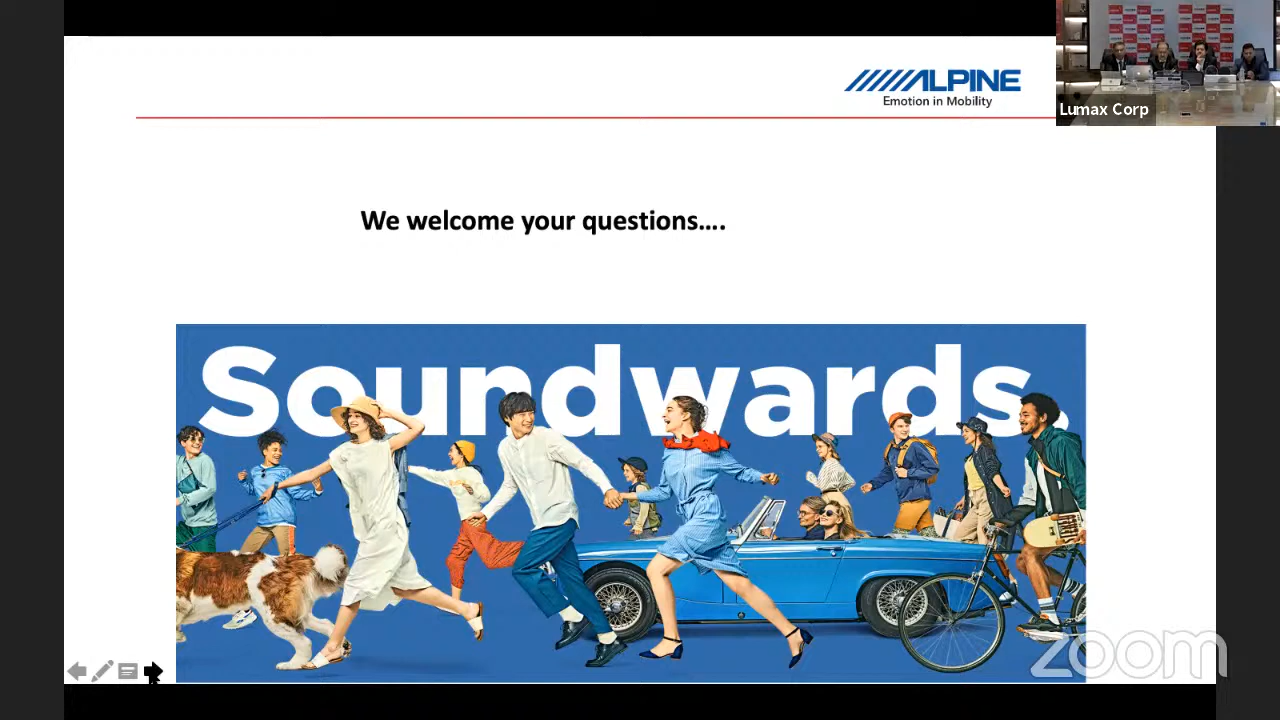 ALPINE
Emotion in Mobility
Lumax Corp
We welcome your questions....
Soundwards.
zoom